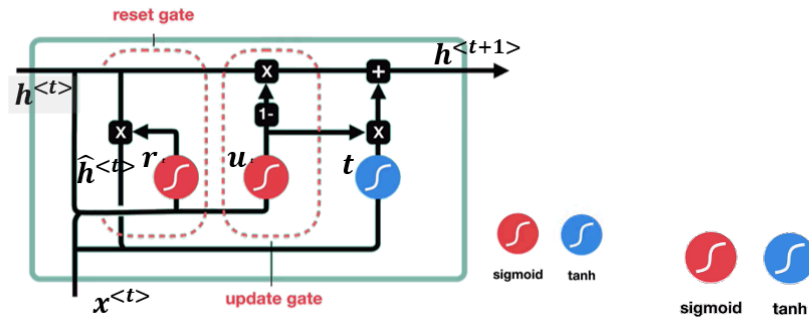 reset gate
h^{<t+1>}
h^{<t>}
x
+
1-
x
x
ĥ^{<t>}
r
u
t
x^{<t>}
update gate
sigmoid
tanh
sigmoid
tanh